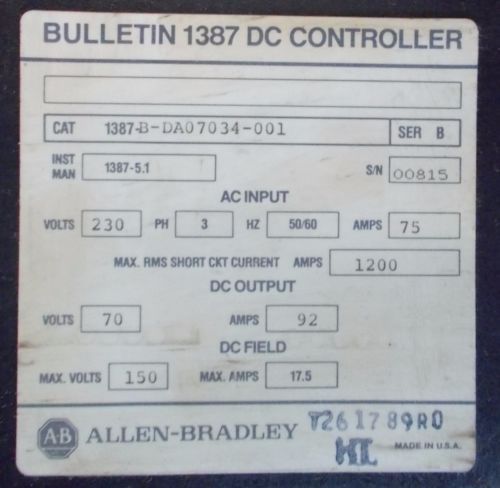 BULLETIN 1387 DC CONTROLLER
CAT 1387-B-DA07034-001 SER B
INST MAN 1387-5.1 S/N 00815
AC INPUT
VOLTS 230 PH 3 HZ 50/60 AMPS 75
MAX. RMS SHORT CKT CURRENT AMPS 1200
DC OUTPUT
VOLTS 70 AMPS 92
DC FIELD
MAX. VOLTS 150 MAX. AMPS 17.5
AB ALLEN-BRADLEY T261789R0
HI MADE IN U.S.A.